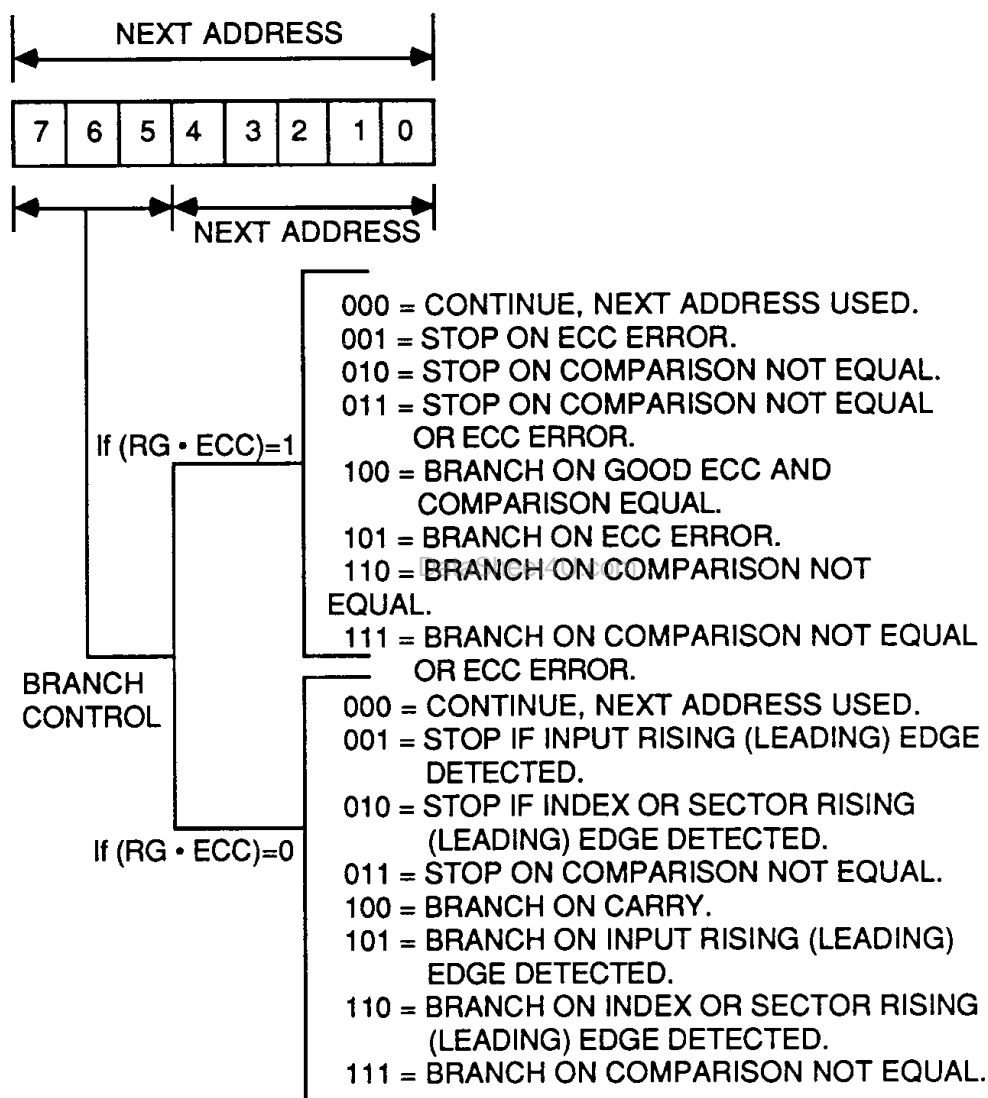 NEXT ADDRESS
7 6 5 4 3 2 1 0
NEXT ADDRESS
000 = CONTINUE, NEXT ADDRESS USED.
001 = STOP ON ECC ERROR.
010 = STOP ON COMPARISON NOT EQUAL.
011 = STOP ON COMPARISON NOT EQUAL
OR ECC ERROR.
If (RG • ECC)=1
100 = BRANCH ON GOOD ECC AND
COMPARISON EQUAL.
101 = BRANCH ON ECC ERROR.
DataSheet4U.com
110 = BRANCH ON COMPARISON NOT
EQUAL.
111 = BRANCH ON COMPARISON NOT EQUAL
OR ECC ERROR.
BRANCH
CONTROL
000 = CONTINUE, NEXT ADDRESS USED.
001 = STOP IF INPUT RISING (LEADING) EDGE
DETECTED.
010 = STOP IF INDEX OR SECTOR RISING
(LEADING) EDGE DETECTED.
If (RG • ECC)=0
011 = STOP ON COMPARISON NOT EQUAL.
100 = BRANCH ON CARRY.
101 = BRANCH ON INPUT RISING (LEADING)
EDGE DETECTED.
110 = BRANCH ON INDEX OR SECTOR RISING
(LEADING) EDGE DETECTED.
111 = BRANCH ON COMPARISON NOT EQUAL.